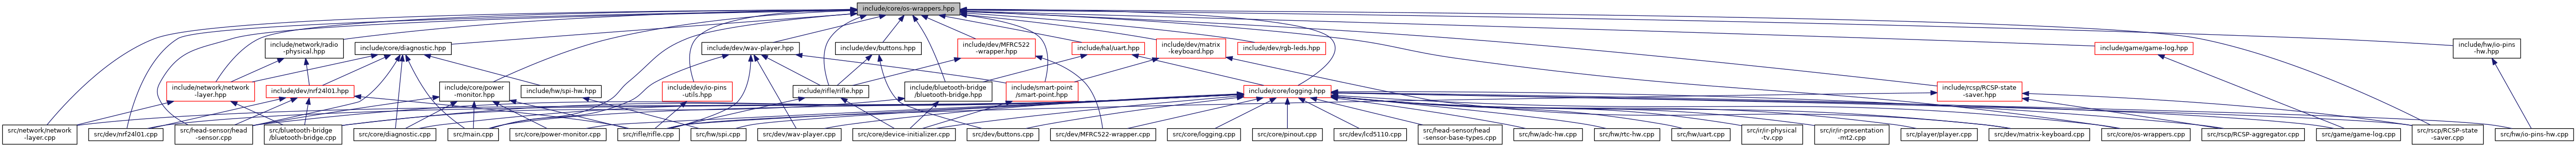 include/core/os-wrappers.hpp
include/network/radio
-physical.hpp
include/core/diagnostic.hpp
include/dev/wav-player.hpp
include/dev/buttons.hpp
include/dev/MFRC522
-wrapper.hpp
include/hal/uart.hpp
include/dev/matrix
-keyboard.hpp
include/dev/rgb-leds.hpp
include/game/game-log.hpp
include/hw/io-pins
-hw.hpp
include/network/network
-layer.hpp
include/dev/nrf24l01.hpp
include/core/power
-monitor.hpp
include/hw/spi-hw.hpp
include/dev/io-pins
-utils.hpp
include/rifle/rifle.hpp
include/bluetooth-bridge
/bluetooth-bridge.hpp
include/smart-point
/smart-point.hpp
include/core/logging.hpp
include/rcsp/RCSP-state
-saver.hpp
src/network/network
-layer.cpp
src/dev/nrf24l01.cpp
src/head-sensor/head
-sensor.cpp
src/bluetooth-bridge
/bluetooth-bridge.cpp
src/core/diagnostic.cpp
src/main.cpp
src/core/power-monitor.cpp
src/rifle/rifle.cpp
src/hw/spi.cpp
src/dev/wav-player.cpp
src/core/device-initializer.cpp
src/dev/buttons.cpp
src/dev/MFRC522-wrapper.cpp
src/core/logging.cpp
src/core/pinout.cpp
src/dev/lcd5110.cpp
src/head-sensor/head
-sensor-base-types.cpp
src/hw/adc-hw.cpp
src/hw/rtc-hw.cpp
src/hw/uart.cpp
src/ir/ir-physical
-tv.cpp
src/ir/ir-presentation
-mt2.cpp
src/player/player.cpp
src/dev/matrix-keyboard.cpp
src/core/os-wrappers.cpp
src/rscp/RCSP-aggregator.cpp
src/game/game-log.cpp
src/rscp/RCSP-state
-saver.cpp
src/hw/io-pins-hw.cpp